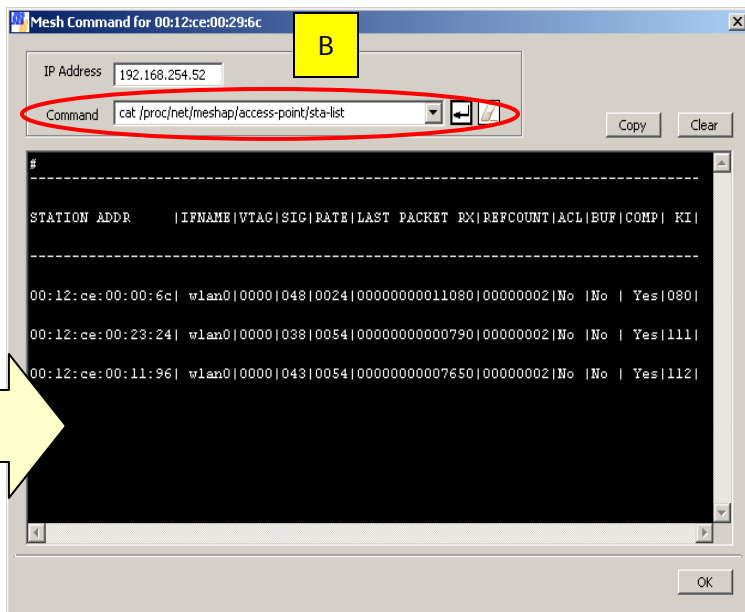 Mesh Command for 00:12:ce:00:29:6c
B
IP Address 192.168.254.52
Command cat /proc/net/meshap/access-point/sta-list
Copy Clear
#
--------------------------------------------------------------------
STATION ADDR |IFNAME|VTAG|SIG|RATE|LAST PACKET RX|REFCOUNT|ACL|BUF|COMP| KI|
--------------------------------------------------------------------
00:12:ce:00:00:6c| wlan0|0000|048|0024|00000000011080|00000002|No |No | Yes|080|
00:12:ce:00:23:24| wlan0|0000|038|0054|00000000000790|00000002|No |No | Yes|111|
00:12:ce:00:11:96| wlan0|0000|043|0054|00000000007650|00000002|No |No | Yes|112|
OK